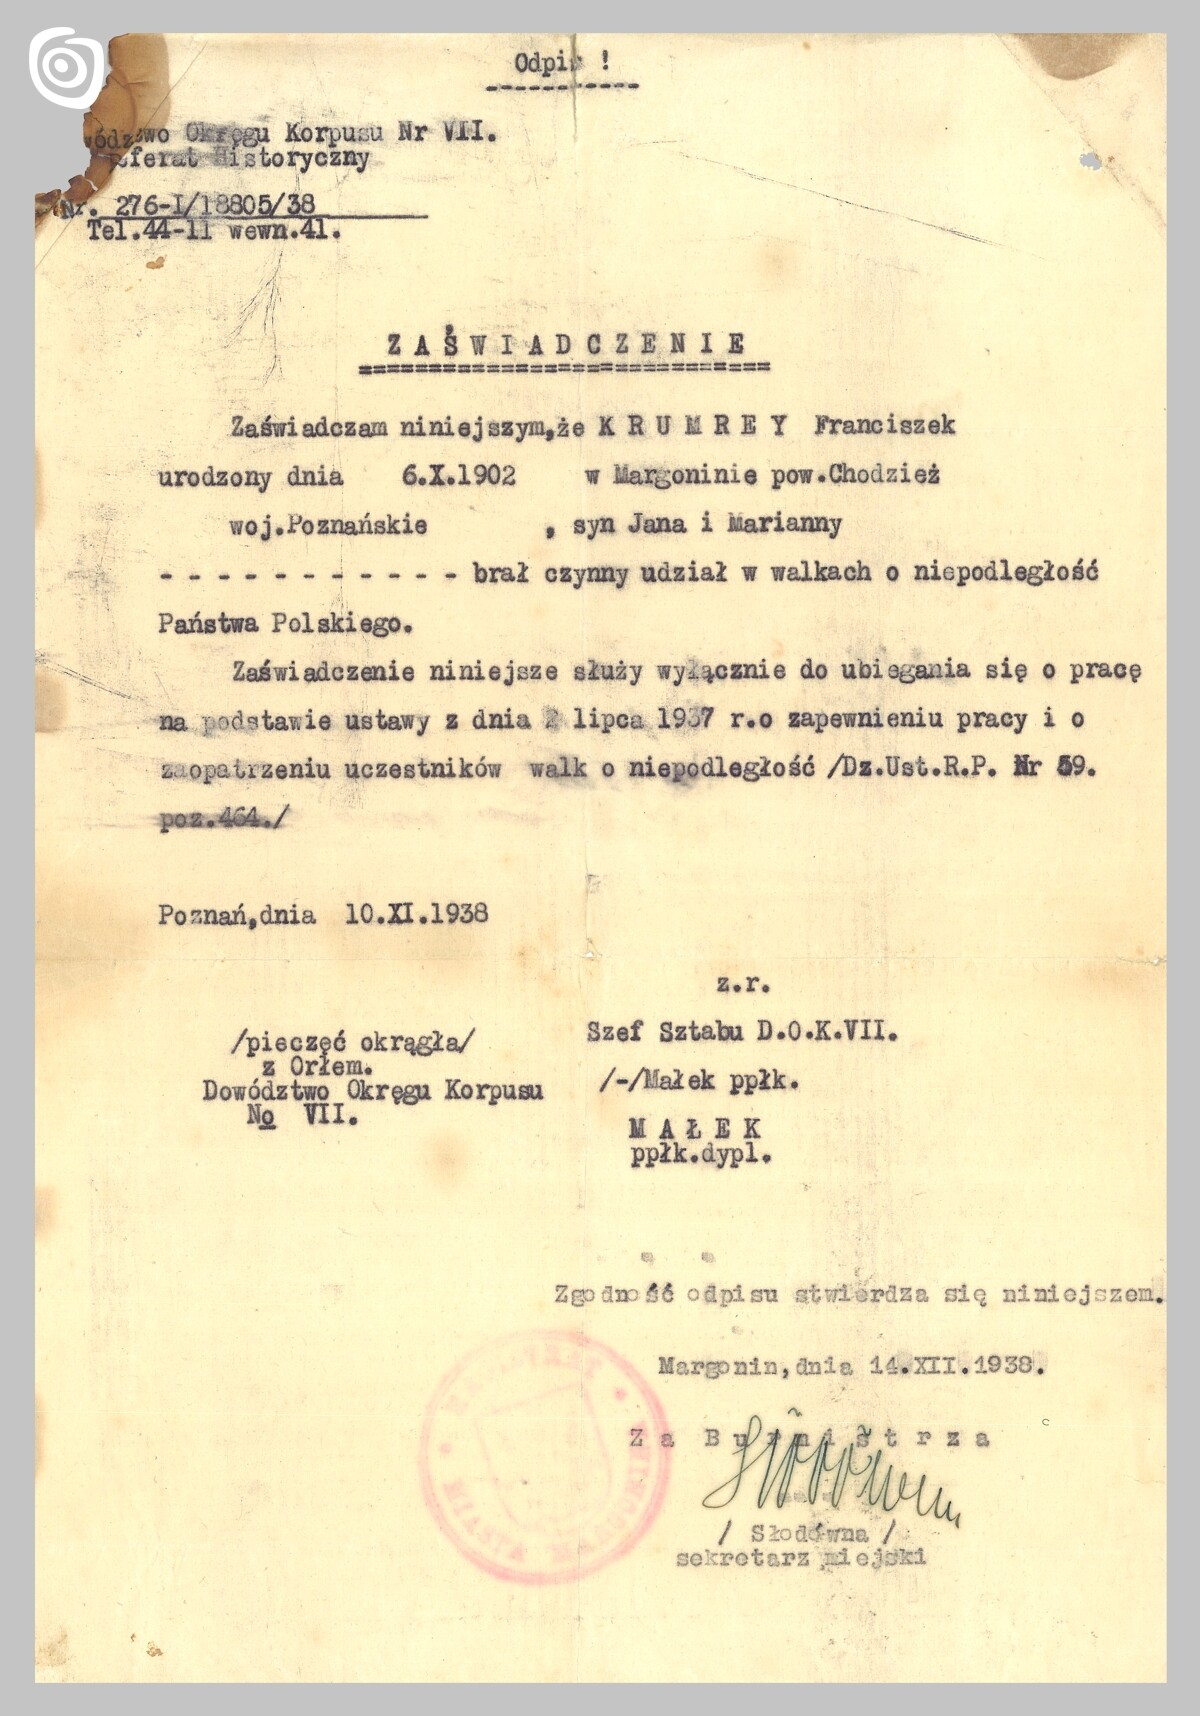 Odpis !
wództwo Okręgu Korpusu Nr VII.
eferat Historyczny
Nr. 276-I/18805/38
Tel.44-11 wewn.41.
ZAŚWIADCZENIE
Zaświadczam niniejszym,że KRUMREY Franciszek
urodzony dnia 6.X.1902 w Margoninie pow.Chodzież
woj.Poznańskie , syn Jana i Marianny
- - - - - - - - - - - brał czynny udział w walkach o niepodległość
Państwa Polskiego.
Zaświadczenie niniejsze służy wyłącznie do ubiegania się o pracę
na podstawie ustawy z dnia 2 lipca 1937 r.o zapewnieniu pracy i o
zaopatrzeniu uczestników walk o niepodległość /Dz.Ust.R.P. Nr 59.
poz.464./
Poznań,dnia 10.XI.1938
z.r.
Szef Sztabu D.O.K.VII.
/pieczęć okrągła/
z Orłem.
Dowództwo Okręgu Korpusu
No VII.
/-/Małek ppłk.
MAŁEK
ppłk.dypl.
Zgodność odpisu stwierdza się niniejszem.
Margonin,dnia 14.XII.1938.
Za Burmistrza
/ Słodówna /
sekretarz miejski
MIASTA